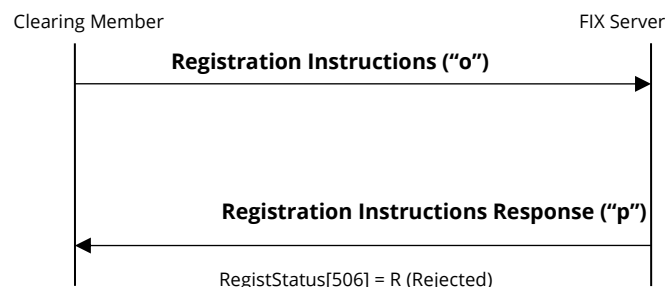 Clearing Member
FIX Server
Registration Instructions (“o”)
Registration Instructions Response (“p”)
RegistStatus[506] = R (Rejected)